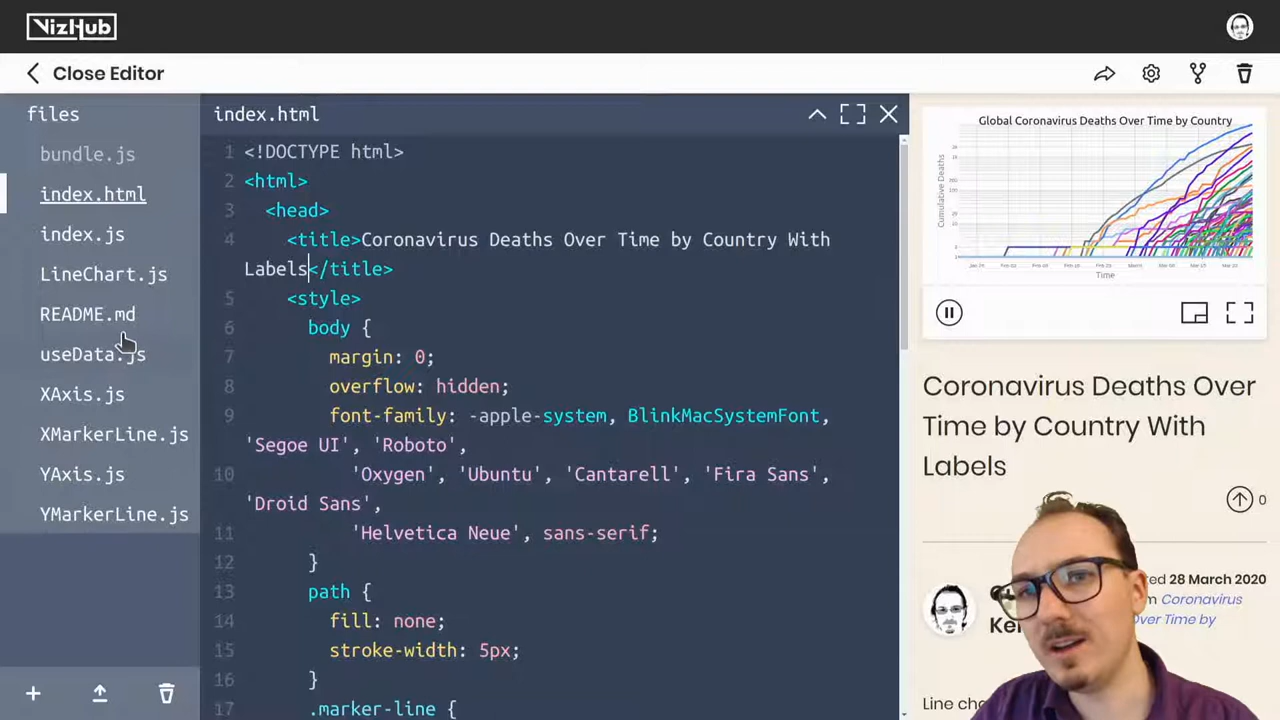 VizHub
Close Editor
files
bundle.js
index.html
index.js
LineChart.js
README.md
useData.js
XAxis.js
XMarkerLine.js
YAxis.js
YMarkerLine.js
index.html
1 <!DOCTYPE html>
2 <html>
3 <head>
4 <title>Coronavirus Deaths Over Time by Country With
Labels</title>
5 <style>
6 body {
7 margin: 0;
8 overflow: hidden;
9 font-family: -apple-system, BlinkMacSystemFont,
'Segoe UI', 'Roboto',
10 'Oxygen', 'Ubuntu', 'Cantarell', 'Fira Sans',
'Droid Sans',
11 'Helvetica Neue', sans-serif;
12 }
13 path {
14 fill: none;
15 stroke-width: 5px;
16 }
17 .marker-line {
Global Coronavirus Deaths Over Time by Country
Cumulative Deaths
Time
Coronavirus Deaths Over
Time by Country With
Labels
0
28 March 2020
Coronavirus
Over Time by
Line